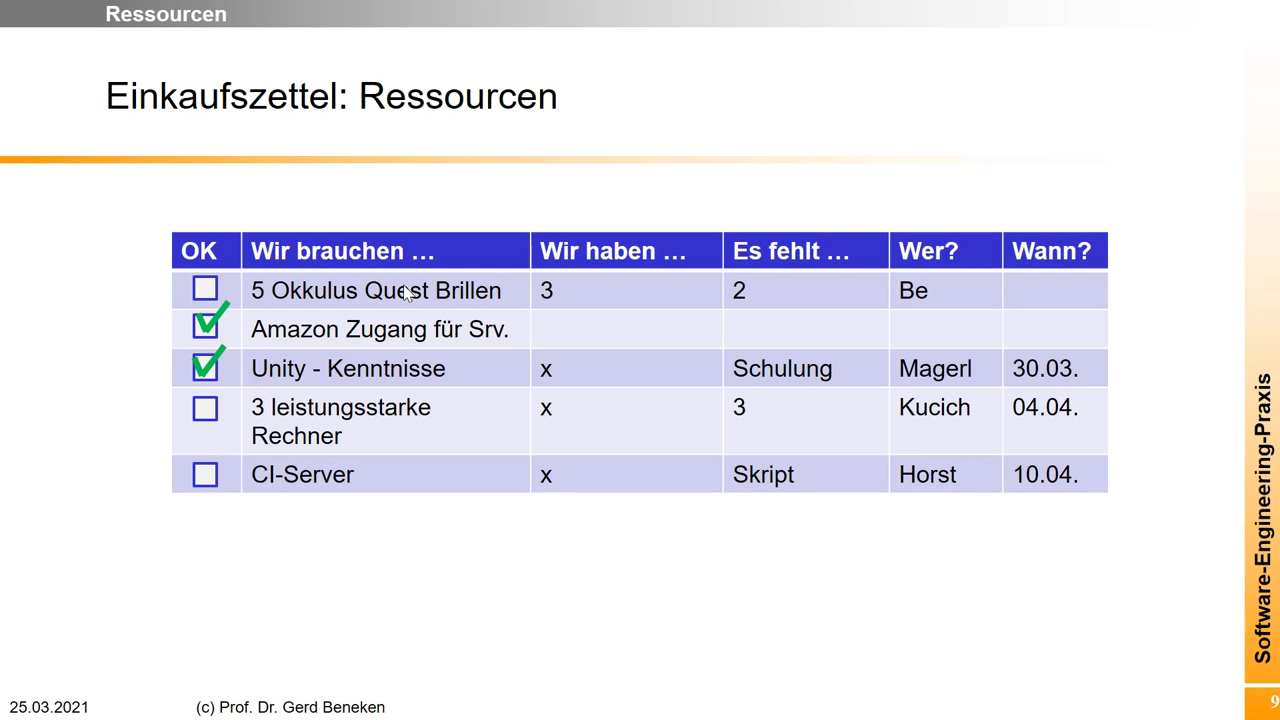 Ressourcen
Einkaufszettel: Ressourcen
OK Wir brauchen … Wir haben … Es fehlt … Wer? Wann?
5 Okkulus Quest Brillen 3 2 Be
Amazon Zugang für Srv.
Unity - Kenntnisse x Schulung Magerl 30.03.
3 leistungsstarke
Rechner x 3 Kucich 04.04.
CI-Server x Skript Horst 10.04.
Software-Engineering-Praxis
25.03.2021 (c) Prof. Dr. Gerd Beneken
9